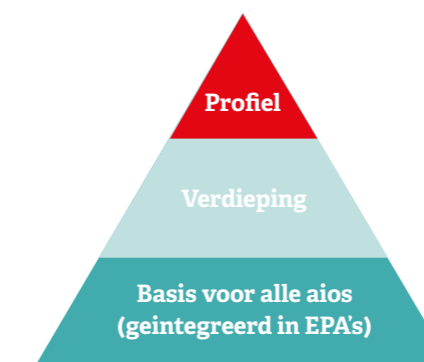 Profiel
Verdieping
Basis voor alle aios
(geintegreerd in EPA's)